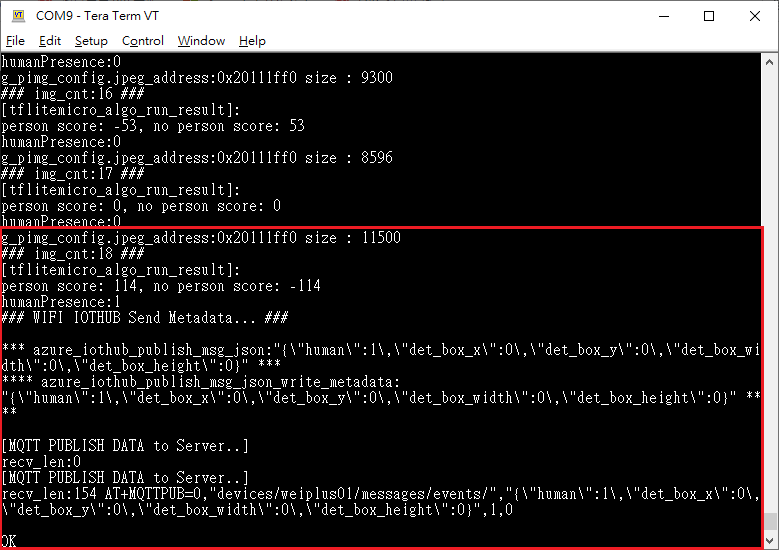 COM9 - Tera Term VT
File Edit Setup Control Window Help
humanPresence:0
g_pimg_config.jpeg_address:0x20111ff0 size : 9300
### img_cnt:16 ###
[tflitemicro_algo_run_result]:
person score: -53, no person score: 53
humanPresence:0
g_pimg_config.jpeg_address:0x20111ff0 size : 8596
### img_cnt:17 ###
[tflitemicro_algo_run_result]:
person score: 0, no person score: 0
humanPresence:0
g_pimg_config.jpeg_address:0x20111ff0 size : 11500
### img_cnt:18 ###
[tflitemicro_algo_run_result]:
person score: 114, no person score: -114
humanPresence:1
### WIFI IOTHUB Send Metadata... ###
*** azure_iothub_publish_msg_json:"{\"human\":1\,\"det_box_x\":0\,\"det_box_y\":0\,\"det_box_wi
dth\":0\,\"det_box_height\":0}" ***
**** azure_iothub_publish_msg_json_write_metadata:
"{\"human\":1\,\"det_box_x\":0\,\"det_box_y\":0\,\"det_box_width\":0\,\"det_box_height\":0}" **
**
[MQTT PUBLISH DATA to Server..]
recv_len:0
[MQTT PUBLISH DATA to Server..]
recv_len:154 AT+MQTTPUB=0,"devices/weiplus01/messages/events/","{\"human\":1\,\"det_box_x\":0\,
\"det_box_y\":0\,\"det_box_width\":0\,\"det_box_height\":0}",1,0
OK